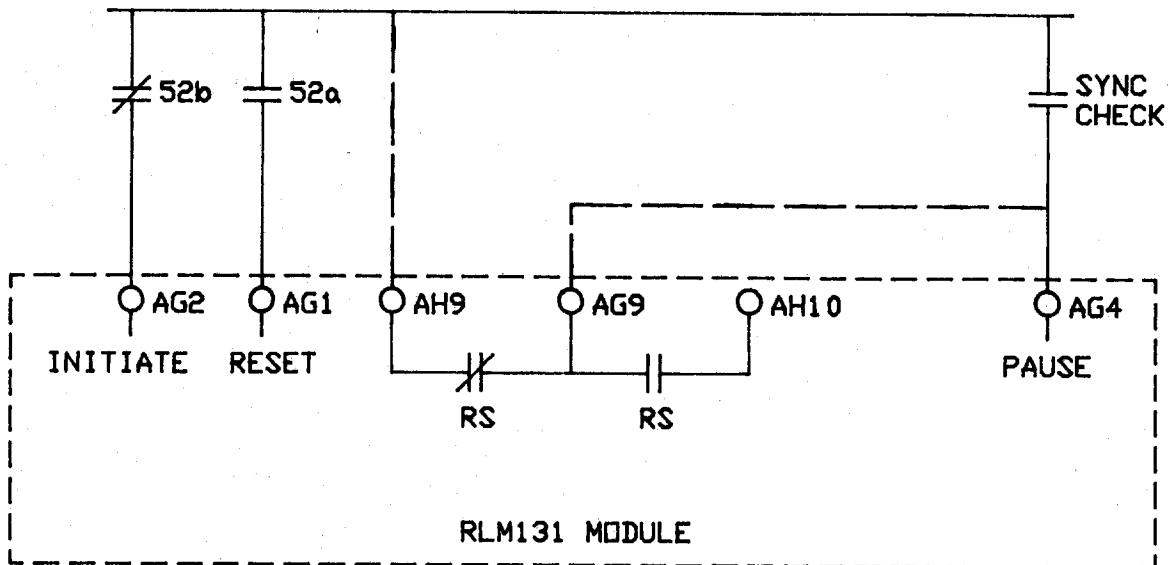 52b
52a
SYNC
CHECK
AG2
AG1
AH9
AG9
AH10
AG4
INITIATE
RESET
PAUSE
RS
RS
RLM131 MODULE